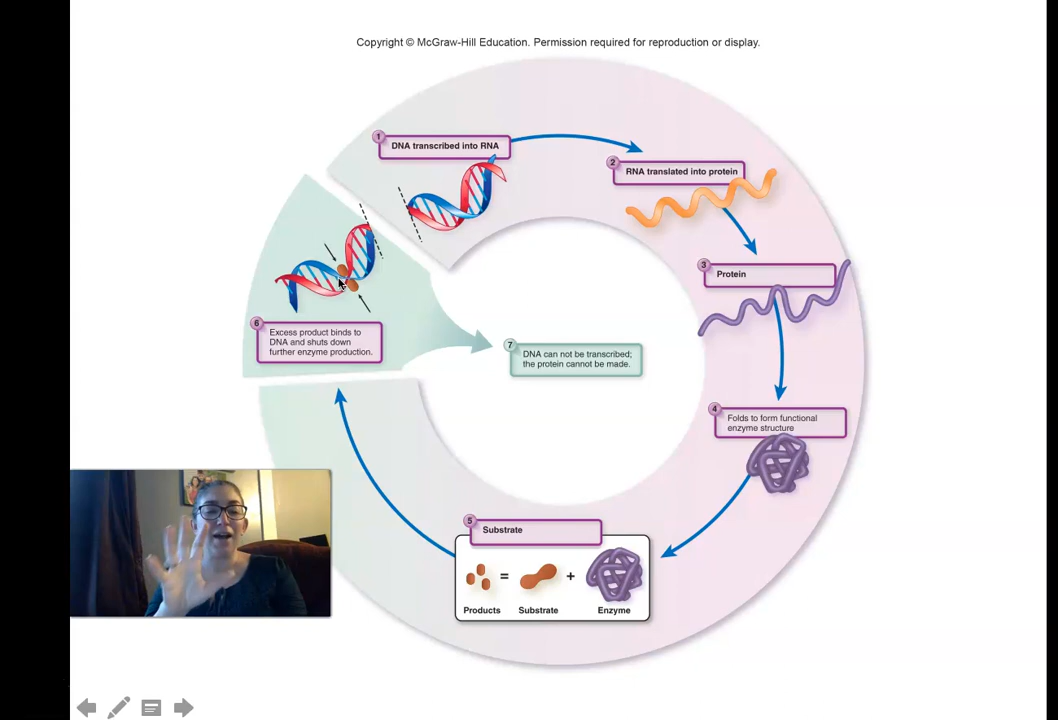 Copyright © McGraw-Hill Education. Permission required for reproduction or display.
1
DNA transcribed into RNA
2
RNA translated into protein
3
Protein
4
Folds to form functional
enzyme structure
5
Substrate
Products = Substrate + Enzyme
6
Excess product binds to
DNA and shuts down
further enzyme production.
7
DNA can not be transcribed;
the protein cannot be made.